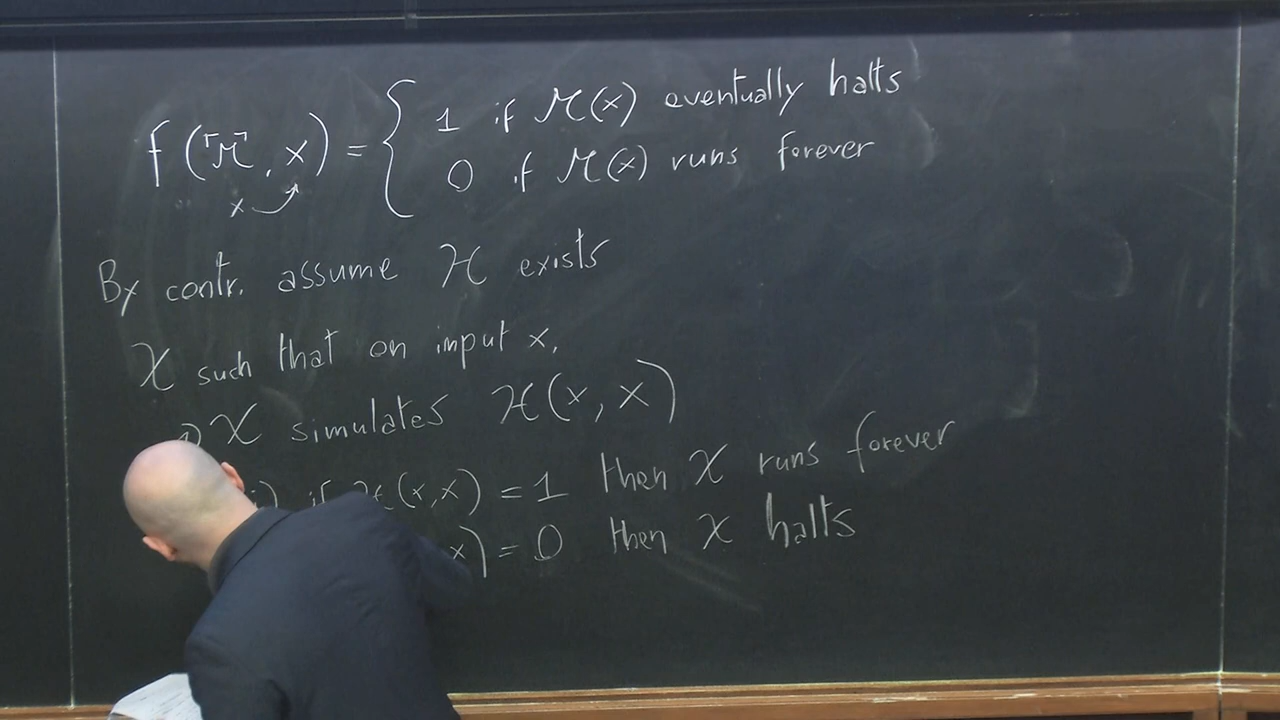 f(⌜M⌝, x) = { 1 if M(x) eventually halts
0 if M(x) runs forever
x
By contr. assume H exists
X such that on input x,
) X simulates H(x, x)
) if H(x, x) = 1 then X runs forever
x) = 0 then X halts